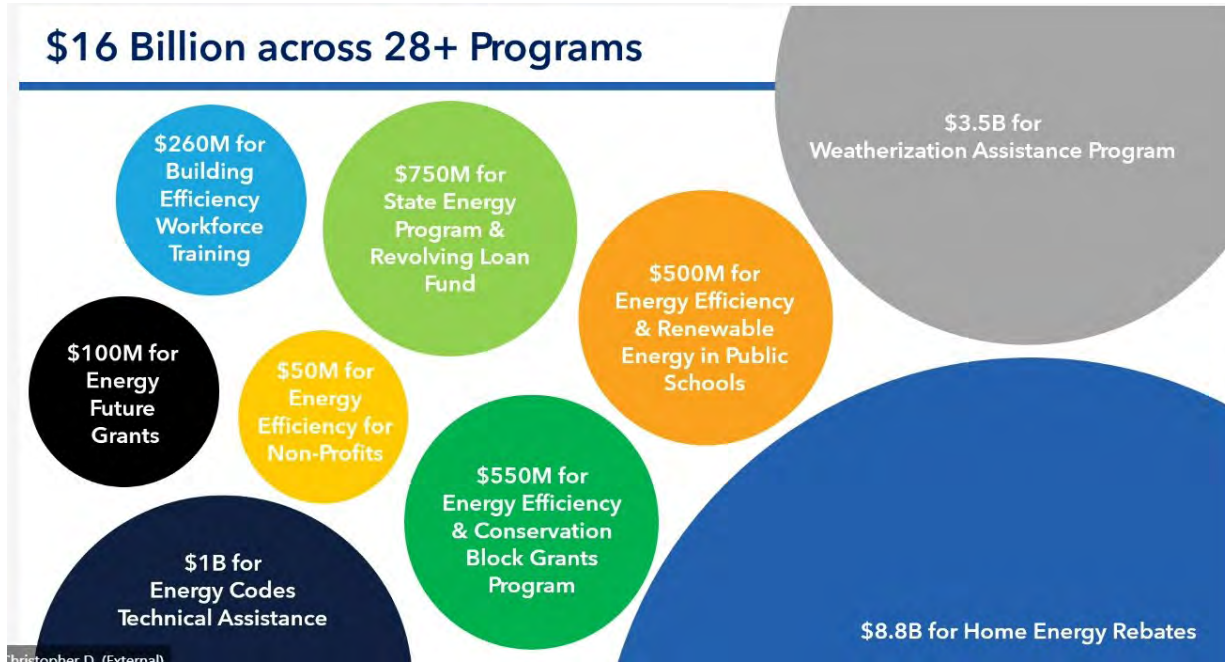 $16 Billion across 28+ Programs
$260M for
Building
Efficiency
Workforce
Training
$750M for
State Energy
Program &
Revolving Loan
Fund
$3.5B for
Weatherization Assistance Program
$500M for
Energy Efficiency
& Renewable
Energy in Public
Schools
$100M for
Energy
Future
Grants
$50M for
Energy
Efficiency for
Non-Profits
$550M for
Energy Efficiency
& Conservation
Block Grants
Program
$1B for
Energy Codes
Technical Assistance
$8.8B for Home Energy Rebates
Christopher D. (External)